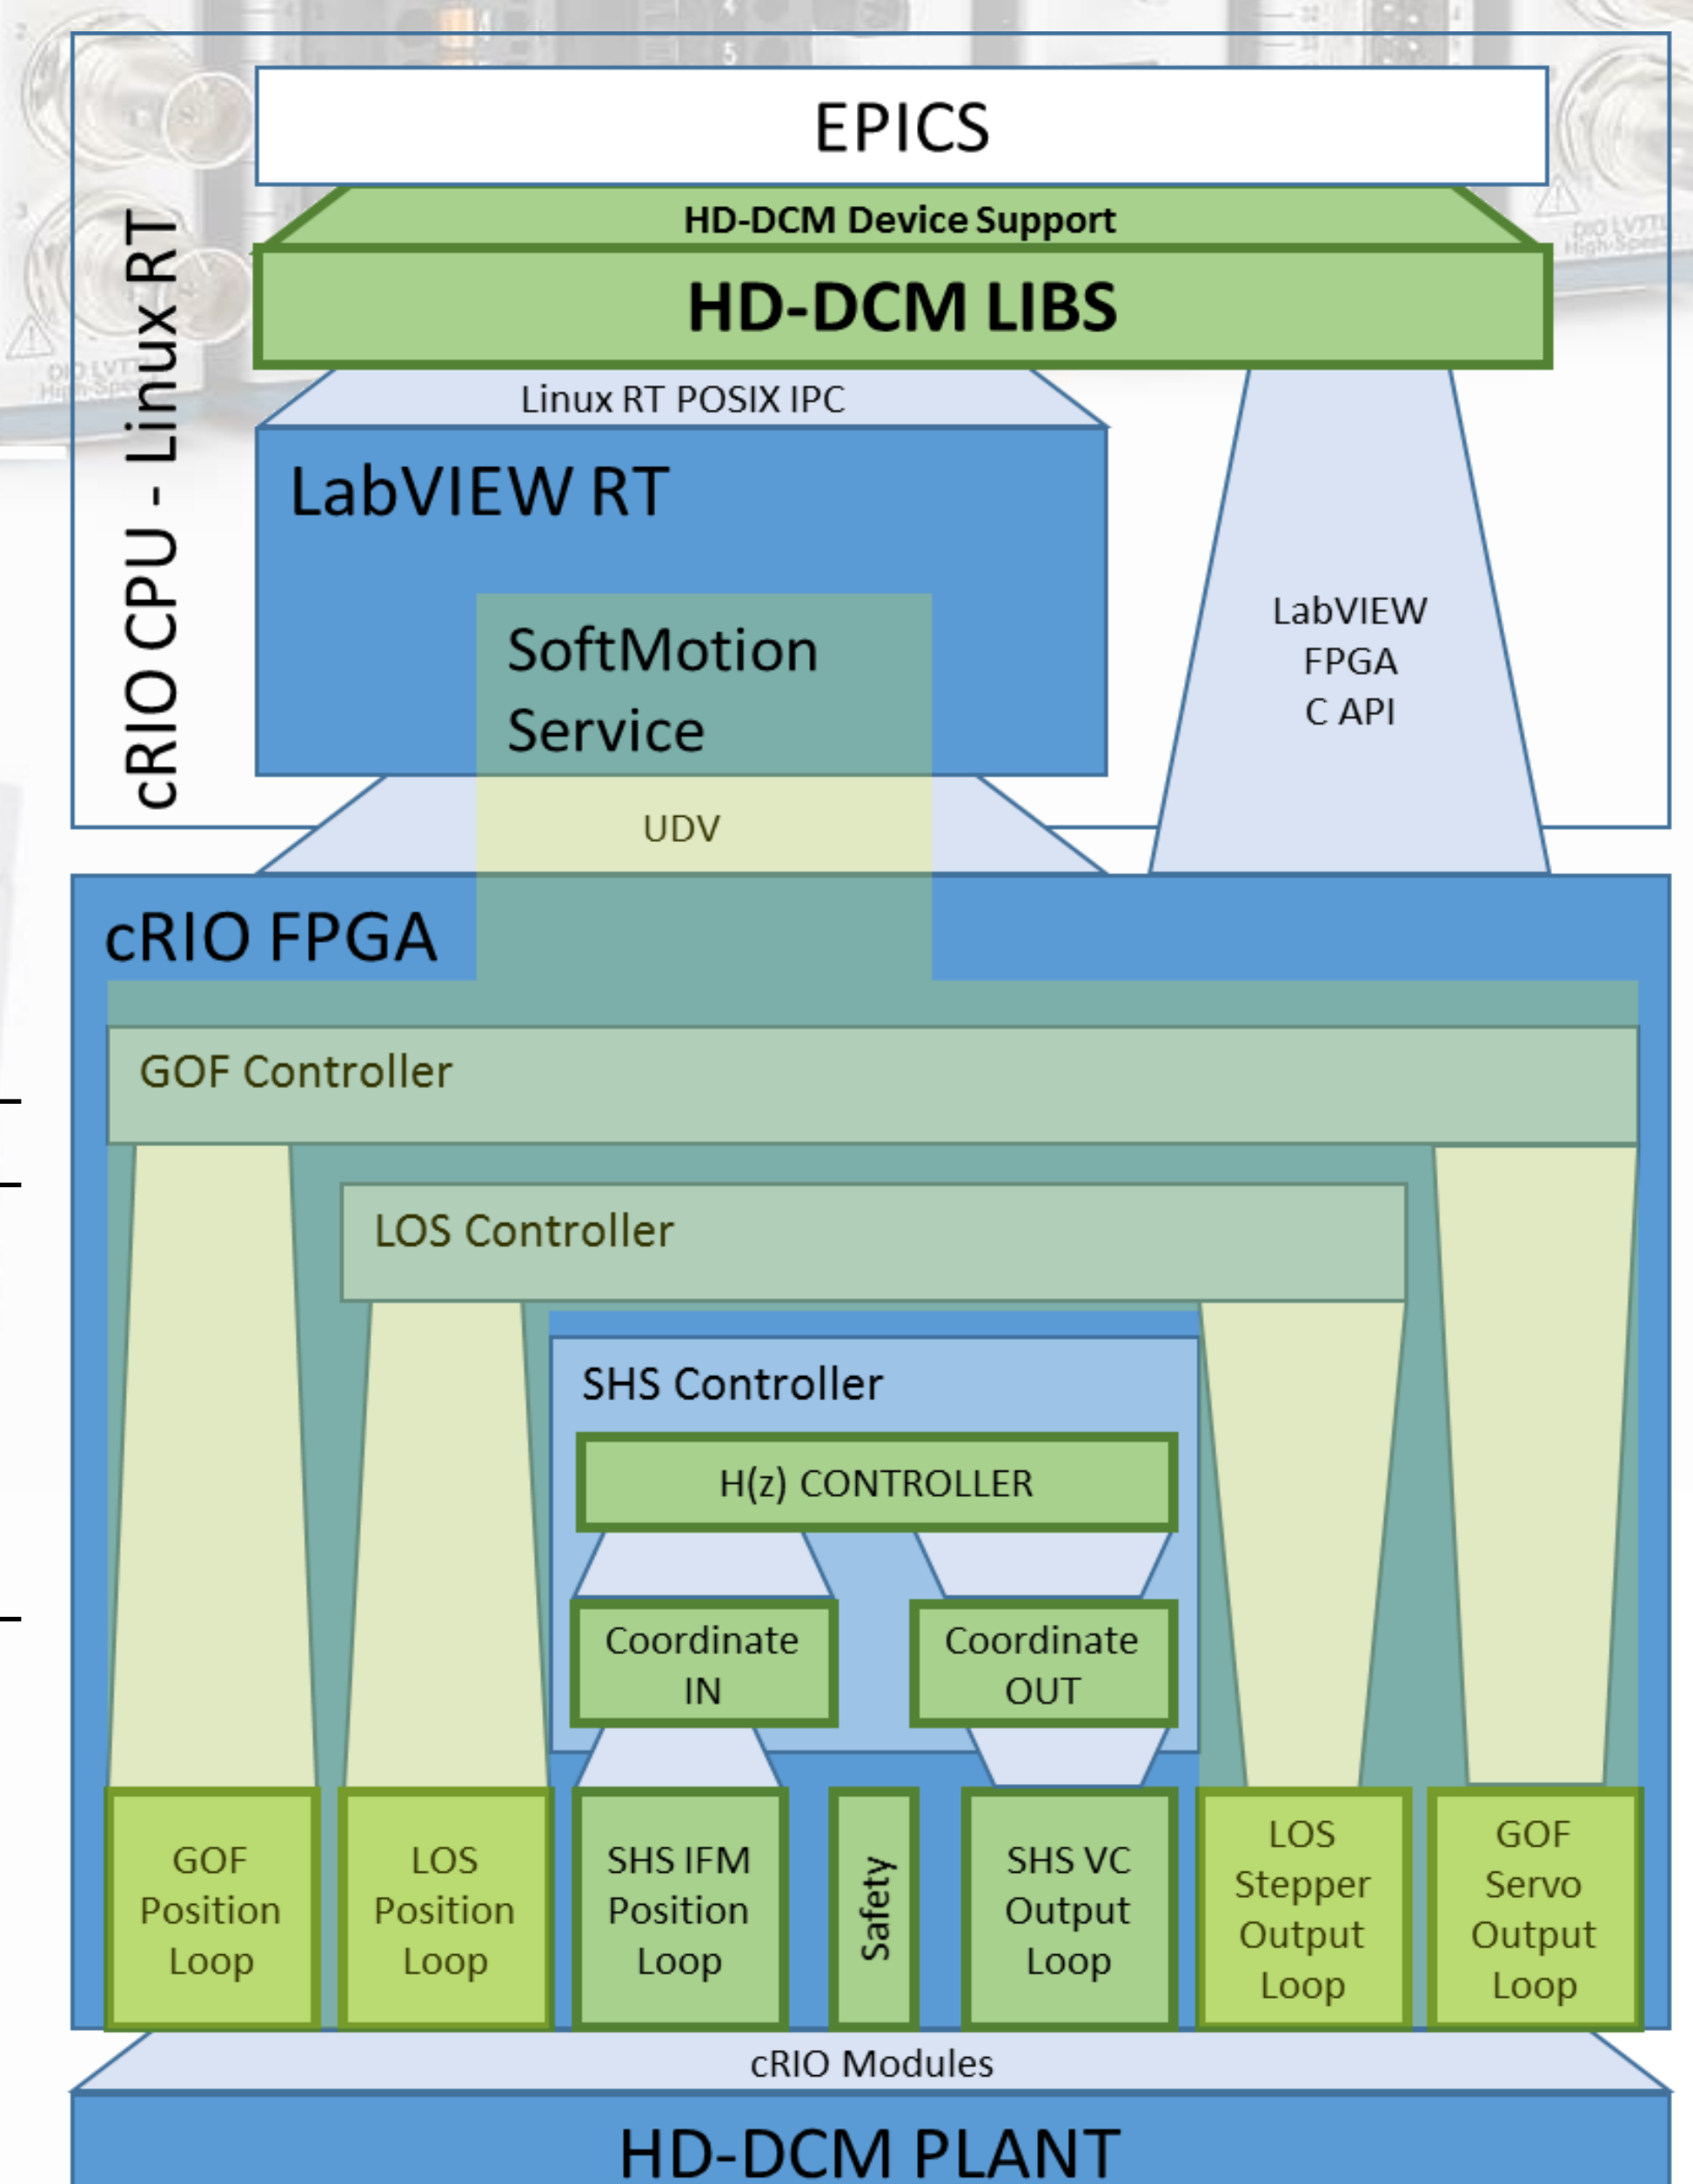 EPICS
HD-DCM Device Support
HD-DCM LIBS
cRIO CPU - Linux RT
Linux RT POSIX IPC
LabVIEW RT
SoftMotion
Service
LabVIEW
FPGA
C API
UDV
cRIO FPGA
GOF Controller
LOS Controller
SHS Controller
H(z) CONTROLLER
Coordinate
IN
Coordinate
OUT
GOF
Position
Loop
LOS
Position
Loop
SHS IFM
Position
Loop
Safety
SHS VC
Output
Loop
LOS
Stepper
Output
Loop
GOF
Servo
Output
Loop
cRIO Modules
HD-DCM PLANT